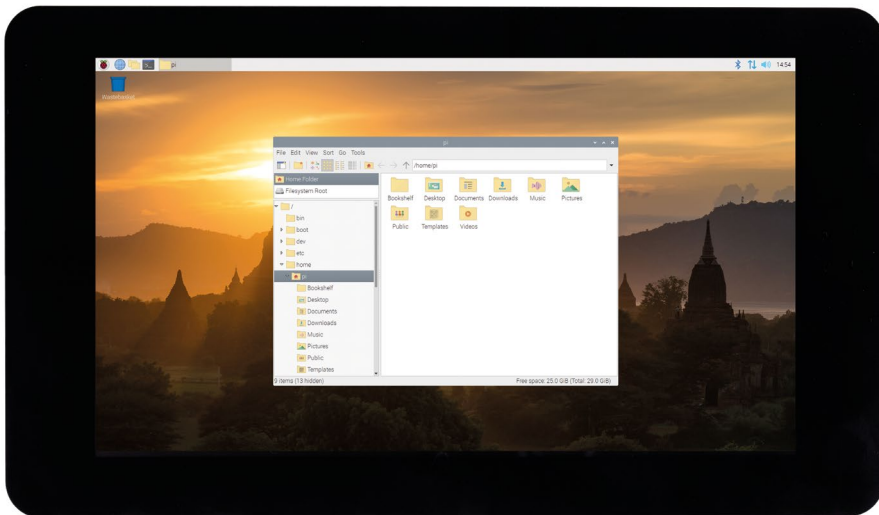 pi
14:54
Wastebasket
pi
File Edit View Sort Go Tools
/home/pi
Home Folder
Filesystem Root
/
bin
boot
dev
etc
home
pi
Bookshelf
Desktop
Documents
Downloads
Music
Pictures
Public
Templates
Bookshelf Desktop Documents Downloads Music Pictures
Public Templates Videos
9 items (13 hidden)
Free space: 25.0 GiB (Total: 29.0 GiB)